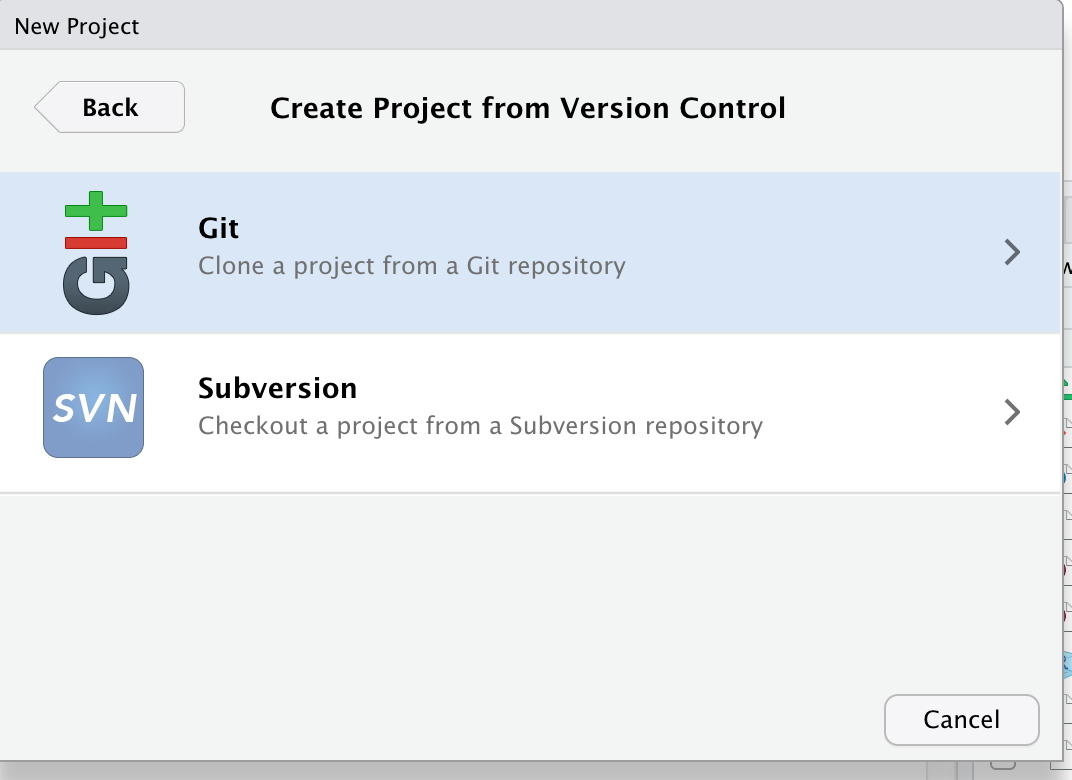 New Project
Back
Create Project from Version Control
Git
Git
Clone a project from a Git repository
SVN
Subversion
Checkout a project from a Subversion repository
Cancel